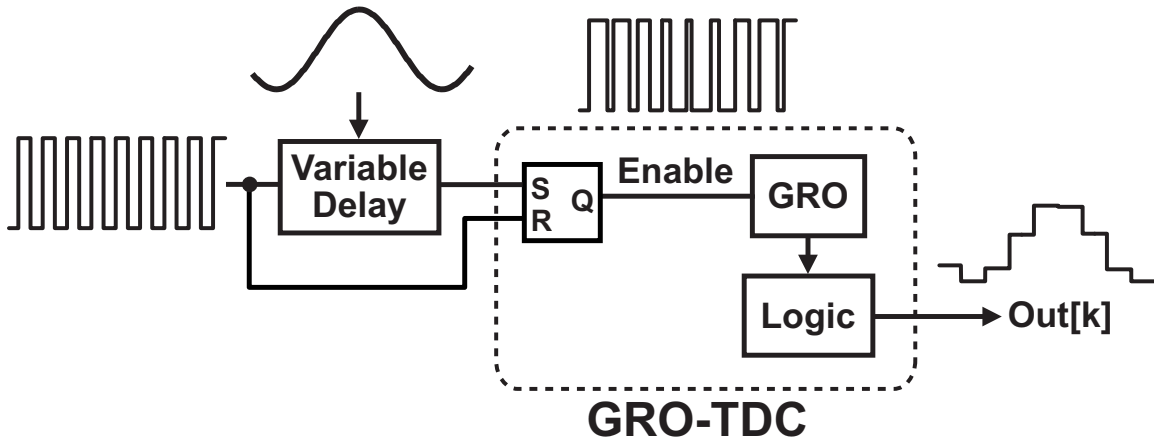 Variable
Delay
S
R
Q
Enable
GRO
Logic
Out[k]
GRO-TDC